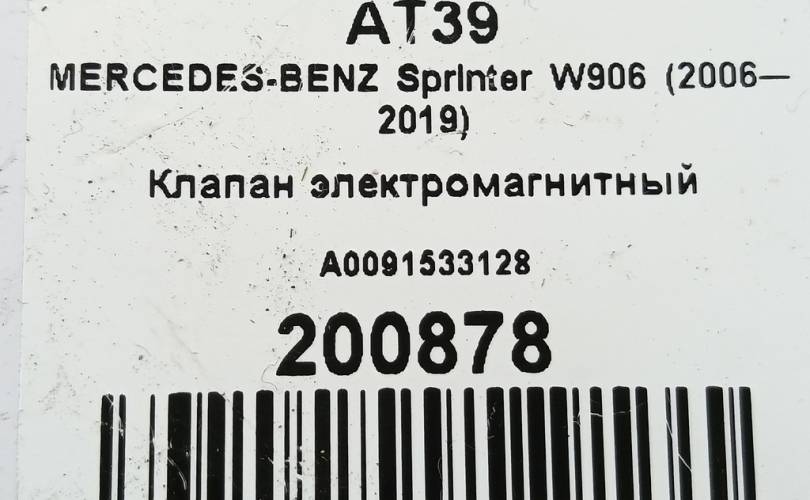 AT39
MERCEDES-BENZ Sprinter W906 (2006—
2019)
Клапан электромагнитный
A0091533128
200878